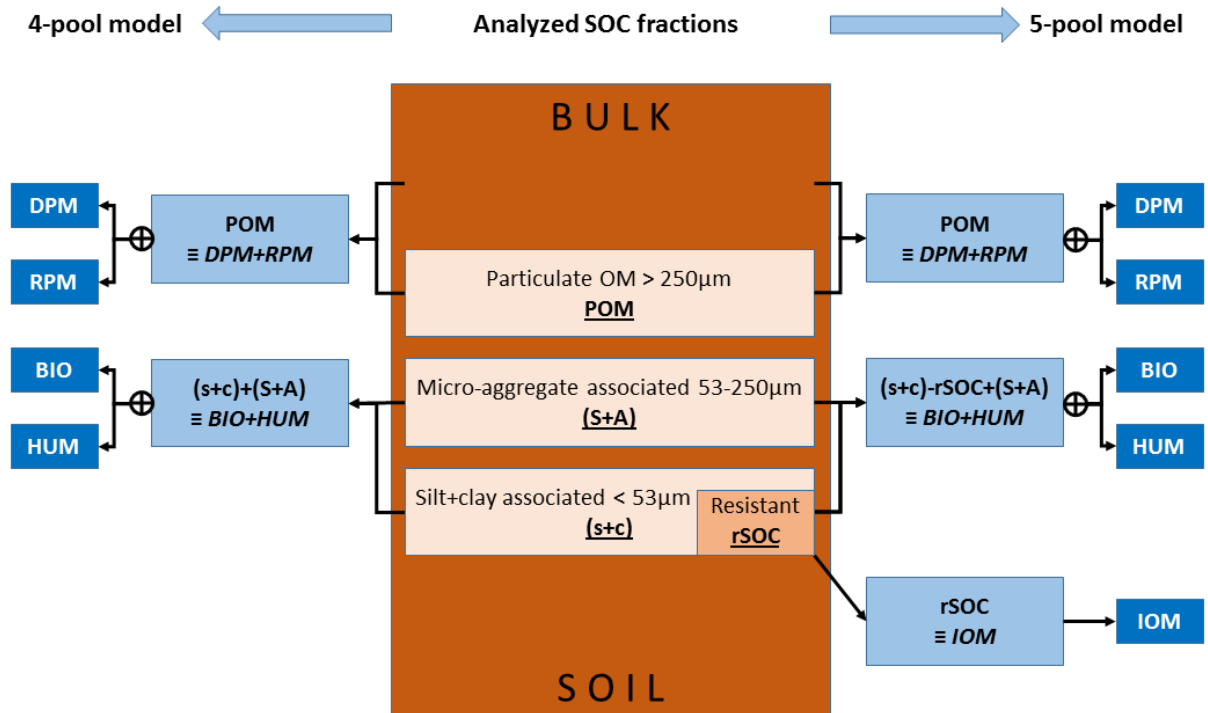 4-pool model
Analyzed SOC fractions
5-pool model
B U L K
DPM
RPM
POM
≡ DPM+RPM
Particulate OM > 250µm
POM
POM
≡ DPM+RPM
DPM
RPM
BIO
HUM
(s+c)+(S+A)
≡ BIO+HUM
Micro-aggregate associated 53-250µm
(S+A)
(s+c)-rSOC+(S+A)
≡ BIO+HUM
BIO
HUM
Silt+clay associated < 53µm
(s+c)
Resistant
rSOC
rSOC
≡ IOM
IOM
S O I L